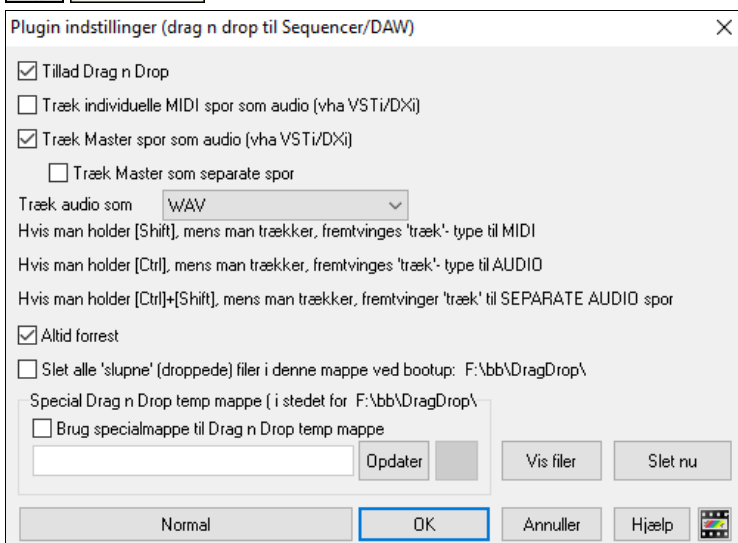 Plugin indstillinger (drag n drop til Sequencer/DAW)
Tillad Drag n Drop
Træk individuelle MIDI spor som audio (vha VSTi/DXi)
Træk Master spor som audio (vha VSTi/DXi)
Træk Master som separate spor
Træk audio som WAV
Hvis man holder [Shift], mens man trækker, fremtvinges 'træk'- type til MIDI
Hvis man holder [Ctrl], mens man trækker, fremtvinges 'træk'- type til AUDIO
Hvis man holder [Ctrl]+[Shift], mens man trækker, fremtvinger 'træk' til SEPARATE AUDIO spor
Altid forrest
Slet alle 'slupne' (droppede) filer i denne mappe ved bootup: F:\bb\DragDrop\
Special Drag n Drop temp mappe ( i stedet for F:\bb\DragDrop\
Brug specialmappe til Drag n Drop temp mappe
Opdater Vis filer Slet nu
Normal OK Annuller Hjælp